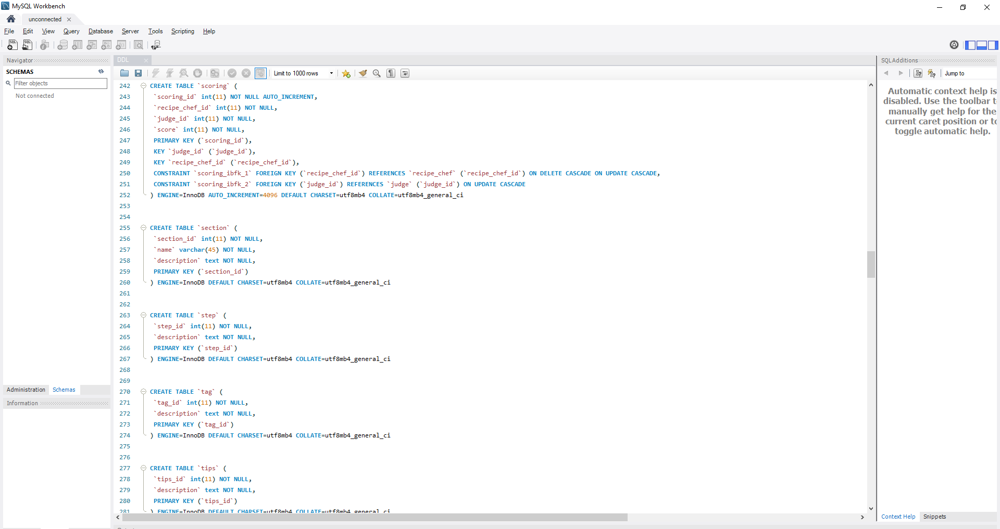 MySQL Workbench
unconnected
File Edit View Query Database Server Tools Scripting Help
Navigator
SCHEMAS
Filter objects
Not connected
Administration Schemas
Information
DDL
Limit to 1000 rows
242 CREATE TABLE `scoring` (
243 `scoring_id` int(11) NOT NULL AUTO_INCREMENT,
244 `recipe_chef_id` int(11) NOT NULL,
245 `judge_id` int(11) NOT NULL,
246 `score` int(11) NOT NULL,
247 PRIMARY KEY (`scoring_id`),
248 KEY `judge_id` (`judge_id`),
249 KEY `recipe_chef_id` (`recipe_chef_id`),
250 CONSTRAINT `scoring_ibfk_1` FOREIGN KEY (`recipe_chef_id`) REFERENCES `recipe_chef` (`recipe_chef_id`) ON DELETE CASCADE ON UPDATE CASCADE,
251 CONSTRAINT `scoring_ibfk_2` FOREIGN KEY (`judge_id`) REFERENCES `judge` (`judge_id`) ON UPDATE CASCADE
252 ) ENGINE=InnoDB AUTO_INCREMENT=4096 DEFAULT CHARSET=utf8mb4 COLLATE=utf8mb4_general_ci
253
254
255 CREATE TABLE `section` (
256 `section_id` int(11) NOT NULL,
257 `name` varchar(45) NOT NULL,
258 `description` text NOT NULL,
259 PRIMARY KEY (`section_id`)
260 ) ENGINE=InnoDB DEFAULT CHARSET=utf8mb4 COLLATE=utf8mb4_general_ci
261
262
263 CREATE TABLE `step` (
264 `step_id` int(11) NOT NULL,
265 `description` text NOT NULL,
266 PRIMARY KEY (`step_id`)
267 ) ENGINE=InnoDB DEFAULT CHARSET=utf8mb4 COLLATE=utf8mb4_general_ci
268
269
270 CREATE TABLE `tag` (
271 `tag_id` int(11) NOT NULL,
272 `description` text NOT NULL,
273 PRIMARY KEY (`tag_id`)
274 ) ENGINE=InnoDB DEFAULT CHARSET=utf8mb4 COLLATE=utf8mb4_general_ci
275
276
277 CREATE TABLE `tips` (
278 `tips_id` int(11) NOT NULL,
279 `description` text NOT NULL,
280 PRIMARY KEY (`tips_id`)
281 ) ENGINE=InnoDB DEFAULT CHARSET=utf8mb4 COLLATE=utf8mb4_general_ci
SQLAdditions
Jump to
Automatic context help is
disabled. Use the toolbar t
manually get help for the
current caret position or to
toggle automatic help.
Context Help Snippets